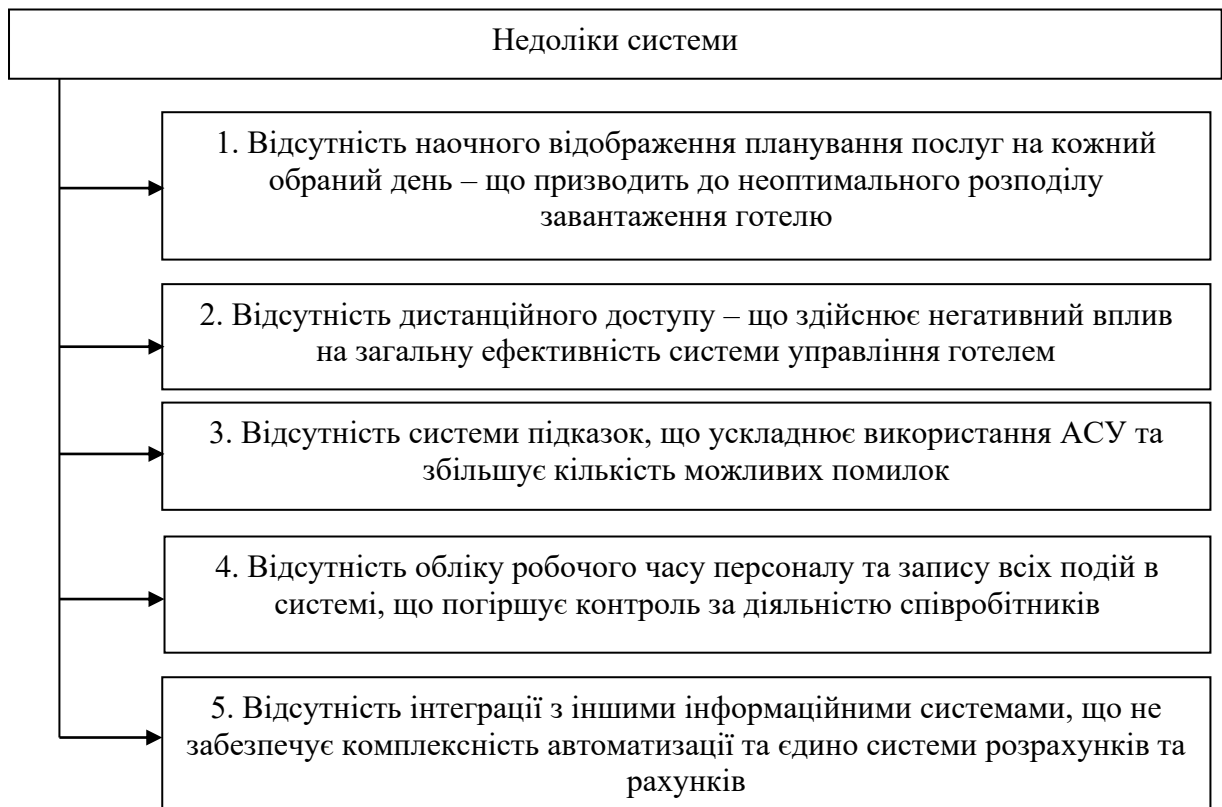 Недоліки системи
1. Відсутність наочного відображення планування послуг на кожний
обраний день – що призводить до неоптимального розподілу
завантаження готелю
2. Відсутність дистанційного доступу – що здійснює негативний вплив
на загальну ефективність системи управління готелем
3. Відсутність системи підказок, що ускладнює використання АСУ та
збільшує кількість можливих помилок
4. Відсутність обліку робочого часу персоналу та запису всіх подій в
системі, що погіршує контроль за діяльністю співробітників
5. Відсутність інтеграції з іншими інформаційними системами, що не
забезпечує комплексність автоматизації та єдино системи розрахунків та
рахунків